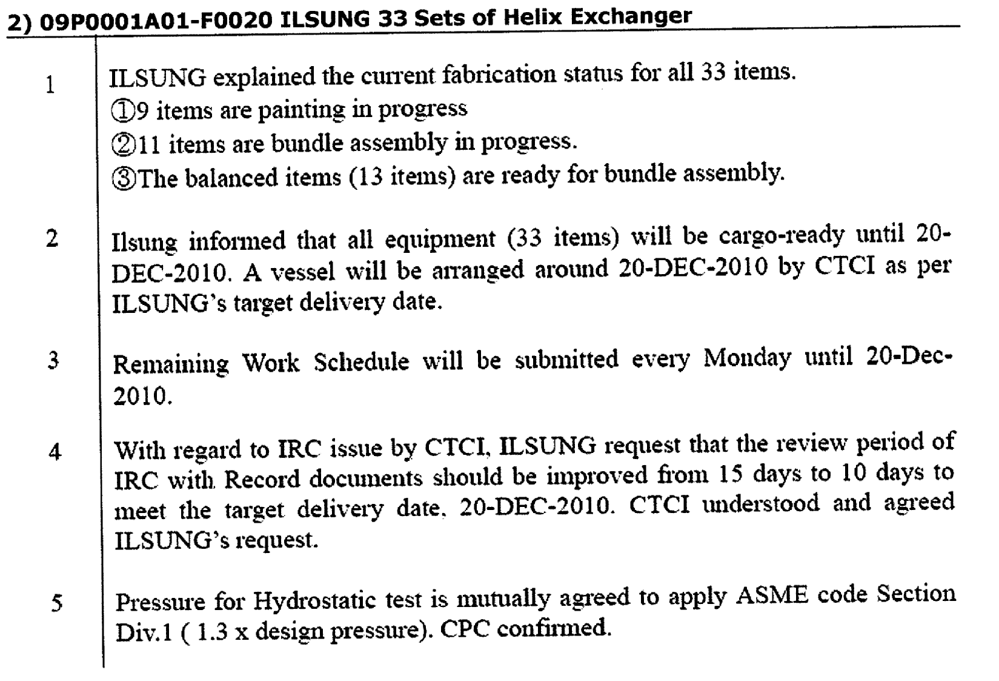 2) 09P0001A01-F0020 ILSUNG 33 Sets of Helix Exchanger
1 ILSUNG explained the current fabrication status for all 33 items.
①9 items are painting in progress
②11 items are bundle assembly in progress.
③The balanced items (13 items) are ready for bundle assembly.
2 Ilsung informed that all equipment (33 items) will be cargo-ready until 20-
DEC-2010. A vessel will be arranged around 20-DEC-2010 by CTCI as per
ILSUNG's target delivery date.
3 Remaining Work Schedule will be submitted every Monday until 20-Dec-
2010.
4 With regard to IRC issue by CTCI, ILSUNG request that the review period of
IRC with Record documents should be improved from 15 days to 10 days to
meet the target delivery date, 20-DEC-2010. CTCI understood and agreed
ILSUNG's request.
5 Pressure for Hydrostatic test is mutually agreed to apply ASME code Section
Div.1 ( 1.3 x design pressure). CPC confirmed.